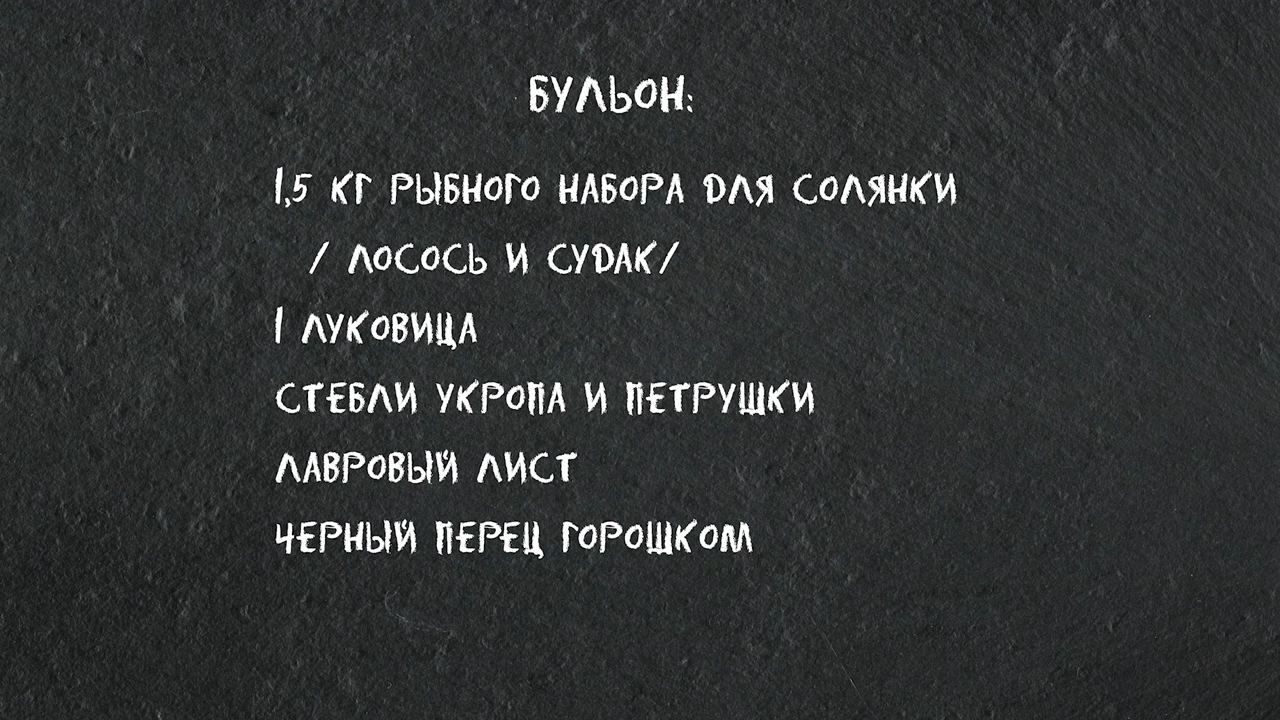 БУЛЬОН:
1,5 КГ РЫБНОГО НАБОРА ДЛЯ СОЛЯНКИ
/ ЛОСОСЬ И СУДАК/
1 ЛУКОВИЦА
СТЕБЛИ УКРОПА И ПЕТРУШКИ
ЛАВРОВЫЙ ЛИСТ
ЧЕРНЫЙ ПЕРЕЦ ГОРОШКОМ